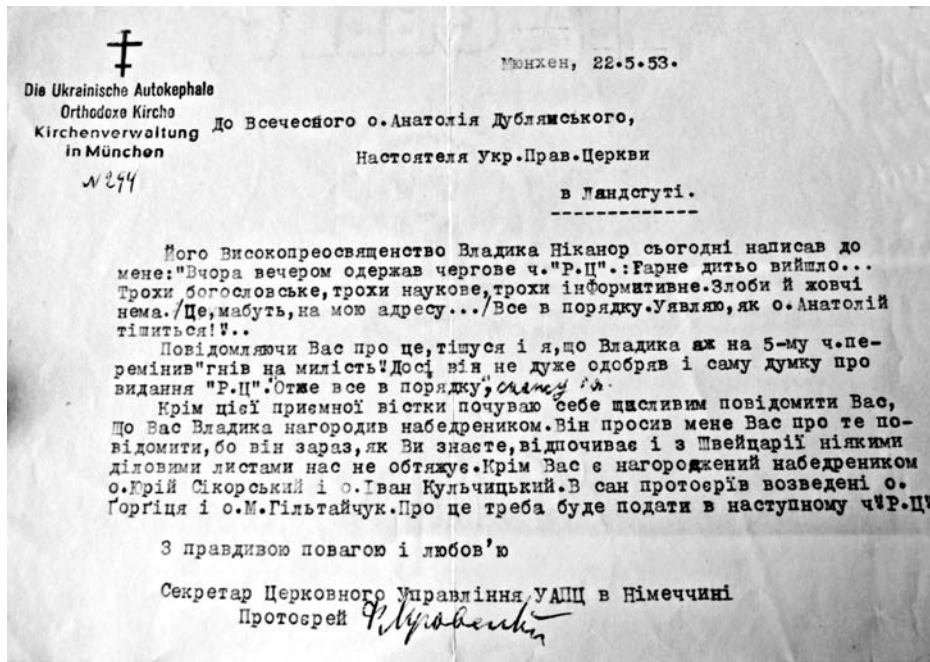 Die Ukrainische Autokephale
Orthodoxe Kirche
Kirchenverwaltung
in München
N 294
Мюнхен, 22.5.53.
До Всечесного о.Анатолія Дублянського,
Настоятеля Укр.Прав.Церкви
в Ляндсгуті.
Його Високопреосвященство Владика Ніканор сьогодні написав до
мене:"Вчора вечером одержав чергове ч."Р.Ц".:Гарне дитьо вийшло...
Трохи богословське,трохи наукове,трохи інформативне.Злоби й жовчі
нема./Це,мабуть,на мою адресу.../Все в порядку.Уявляю,як о.Анатолій
тішиться!"..
Повідомляючи Вас про це,тішуся і я,що Владика аж на 5-му ч.пе-
ремінив"гнів на милість".Досі він не дуже одобряв і саму думку про
видання "Р.Ц".Отже все в порядку", скажу і я.
Крім цієї приємної вістки почуваю себе щасливим повідомити Вас,
що Вас Владика нагородив набедреником.Він просив мене Вас про те по-
відомити,бо він зараз,як Ви знаєте,відпочиває і з Швейцарії ніякими
діловими листами нас не обтяжує.Крім Вас є нагороджений набедреником
о.Юрій Сікорський і о.Іван Кульчицький.В сан протоєрїв возведені о.
Ґорґіця і о.М.Гільтайчук.Про це треба буде подати в наступному ч"Р.Ц"
З правдивою повагою і любов'ю
Секретар Церковного Управління УАПЦ в Німеччині
Протоєрей